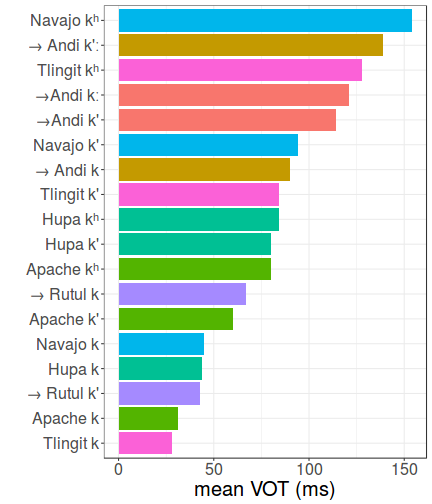 Navajo kʰ
→ Andi k'ː
Tlingit kʰ
→Andi kː
→Andi k'
Navajo k'
→ Andi k
Tlingit k'
Hupa kʰ
Hupa k'
Apache kʰ
→ Rutul k
Apache k'
Navajo k
Hupa k
→ Rutul k'
Apache k
Tlingit k
0 50 100 150
mean VOT (ms)